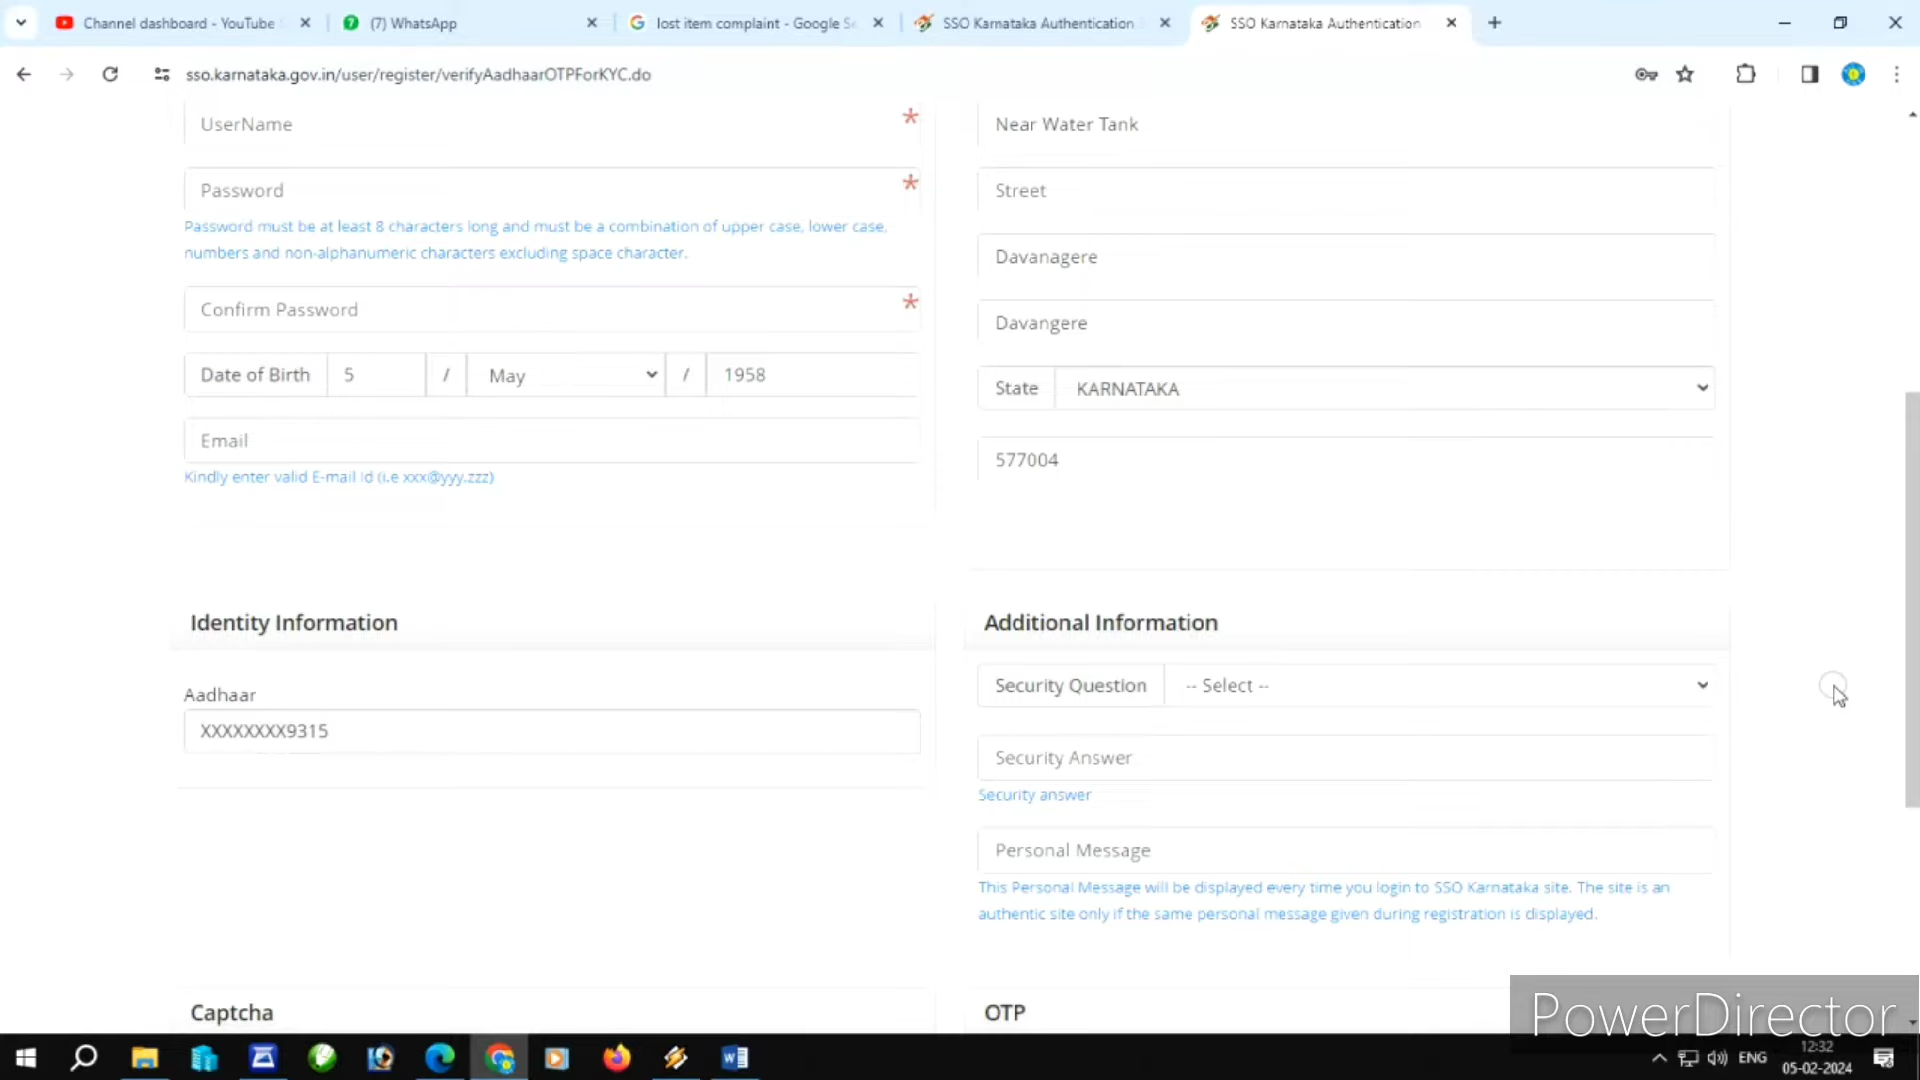 Channel dashboard - YouTube
(7) WhatsApp
lost item complaint - Google Se
SSO Karnataka Authentication
SSO Karnataka Authentication
sso.karnataka.gov.in/user/register/verifyAadhaarOTPForKYC.do
UserName
*
Near Water Tank
Password
*
Street
Password must be at least 8 characters long and must be a combination of upper case, lower case,
numbers and non-alphanumeric characters excluding space character.
Davanagere
Confirm Password
*
Davangere
Date of Birth 5 / May / 1958
State KARNATAKA
Email
577004
Kindly enter valid E-mail Id (i.e xxx@yyy.zzz)
Identity Information
Additional Information
Aadhaar
XXXXXXXX9315
Security Question -- Select --
Security Answer
Security answer
Personal Message
This Personal Message will be displayed every time you login to SSO Karnataka site. The site is an
authentic site only if the same personal message given during registration is displayed.
Captcha
OTP
PowerDirector
ENG
12:32
05-02-2024